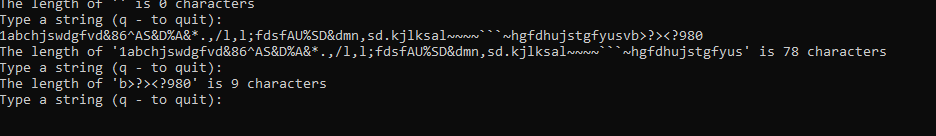 The length of '' is 0 characters
Type a string (q - to quit):
1abchjswdgfvd&86^AS&D%A&*.,/l,l;fdsfAU%SD&dmn,sd.kjlksal~~~~```~hgfdhujstgfyusvb>?><?980
The length of '1abchjswdgfvd&86^AS&D%A&*.,/l,l;fdsfAU%SD&dmn,sd.kjlksal~~~~```~hgfdhujstgfyus' is 78 characters
Type a string (q - to quit):
The length of 'b>?><?980' is 9 characters
Type a string (q - to quit):